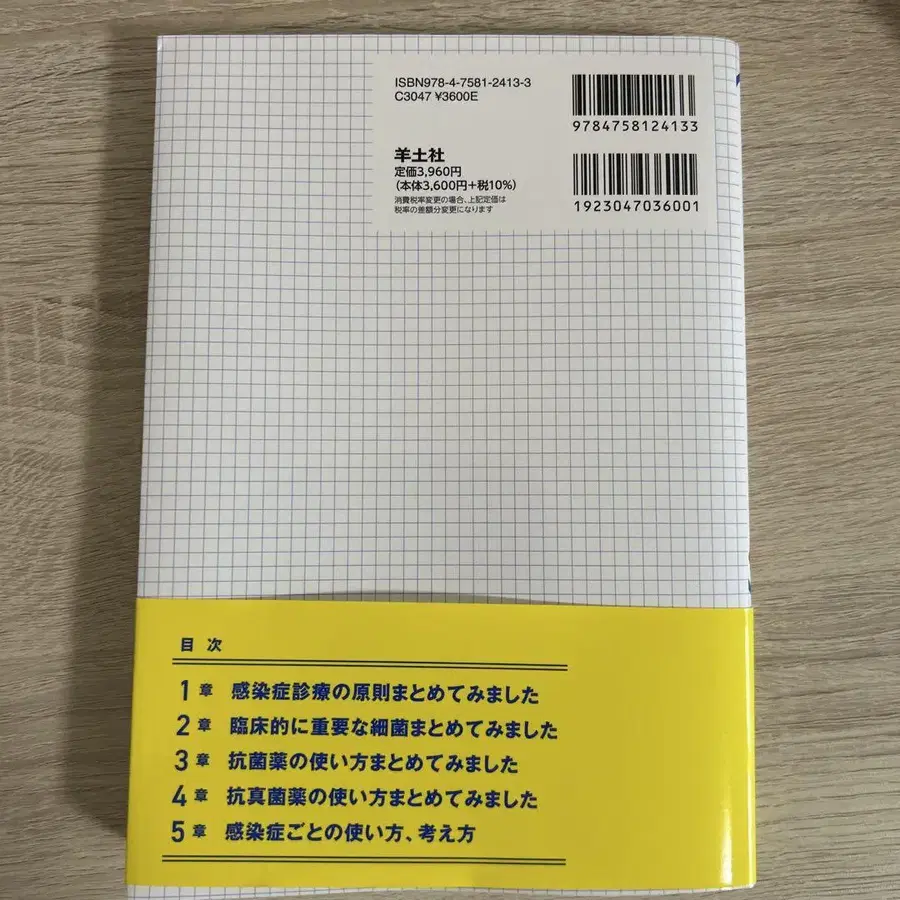 ISBN978-4-7581-2413-3
C3047 ¥3600E
9784758124133
羊土社
定価3,960円
（本体3,600円＋税10%）
消費税率変更の場合、上記定価は
税率の差額分変更になります
1923047036001
目次
1章 感染症診療の原則まとめてみました
2章 臨床的に重要な細菌まとめてみました
3章 抗菌薬の使い方まとめてみました
4章 抗真菌薬の使い方まとめてみました
5章 感染症ごとの使い方、考え方